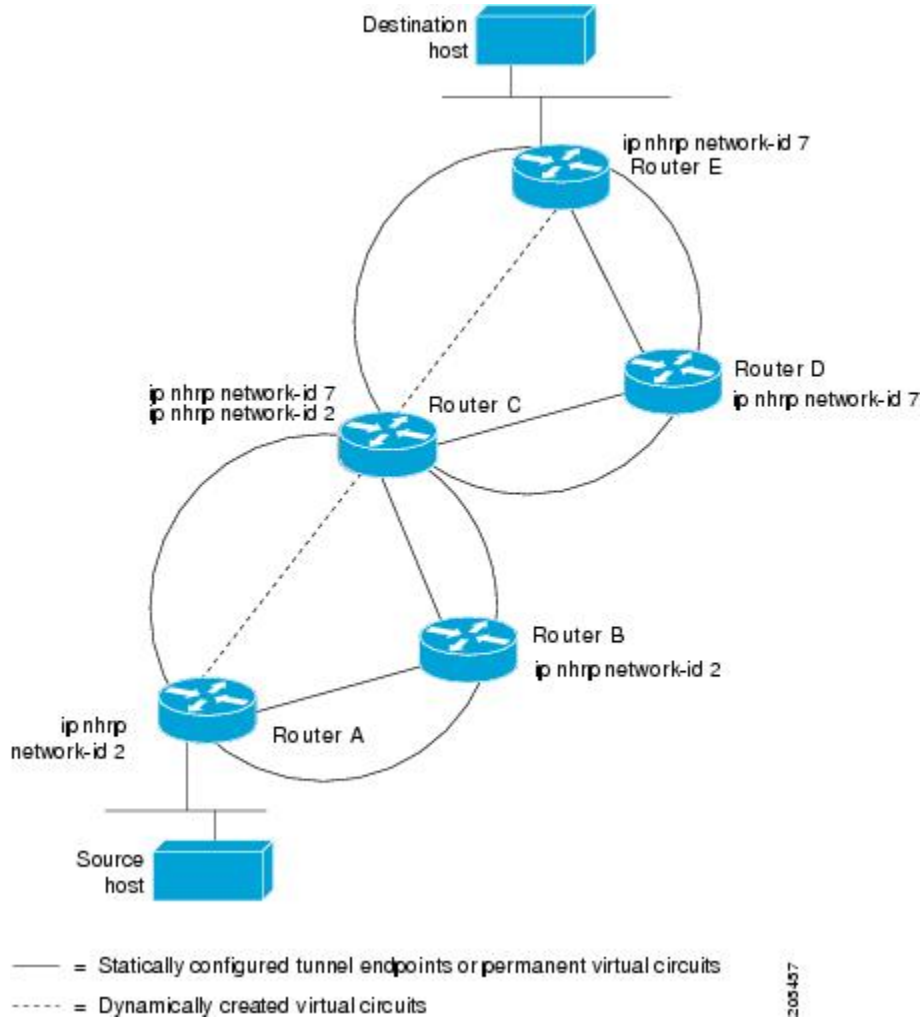 Destination
host
ip nhrp network-id 7
Router E
Router D
ip nhrp network-id 7
ip nhrp network-id 7
ip nhrp network-id 2
Router C
Router B
ip nhrp network-id 2
ip nhrp
network-id 2
Router A
Source
host
= Statically configured tunnel endpoints or permanent virtual circuits
= Dynamically created virtual circuits